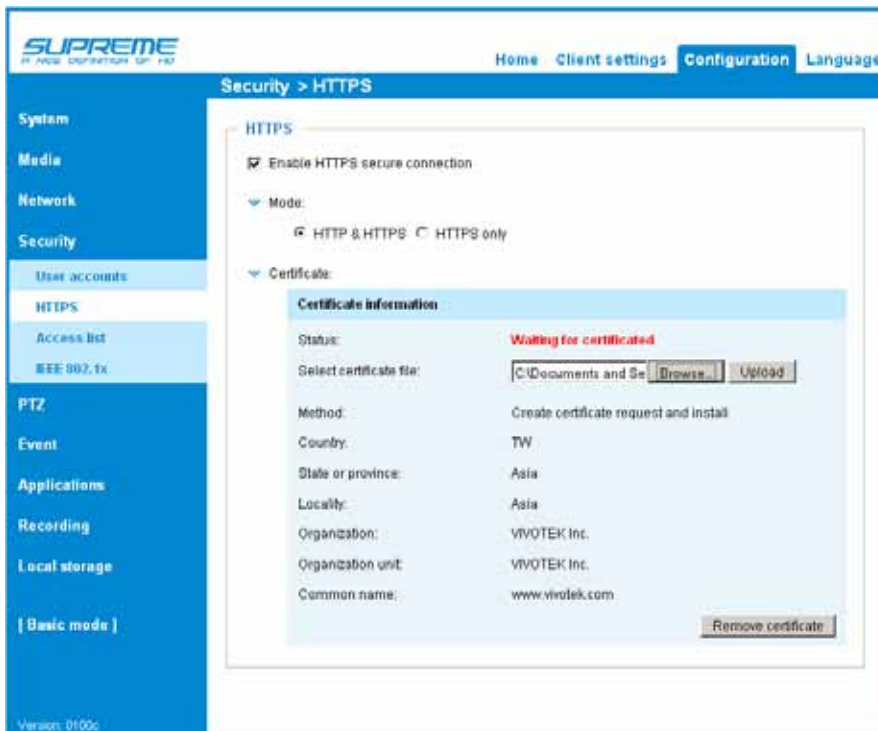 SUPREME
A NEW DEFINITION OF HD
Home Client settings Configuration Language
Security > HTTPS
System
Media
Network
Security
User accounts
HTTPS
Access list
IEEE 802.1x
PTZ
Event
Applications
Recording
Local storage
[ Basic mode ]
Version: 0100c
HTTPS
Enable HTTPS secure connection
Mode:
HTTP & HTTPS HTTPS only
Certificate:
Certificate information
Status: Waiting for certificated
Select certificate file: C:\Documents and Se Browse... Upload
Method: Create certificate request and install
Country: TW
State or province: Asia
Locality: Asia
Organization: VIVOTEK Inc.
Organization unit: VIVOTEK Inc.
Common name: www.vivotek.com
Remove certificate